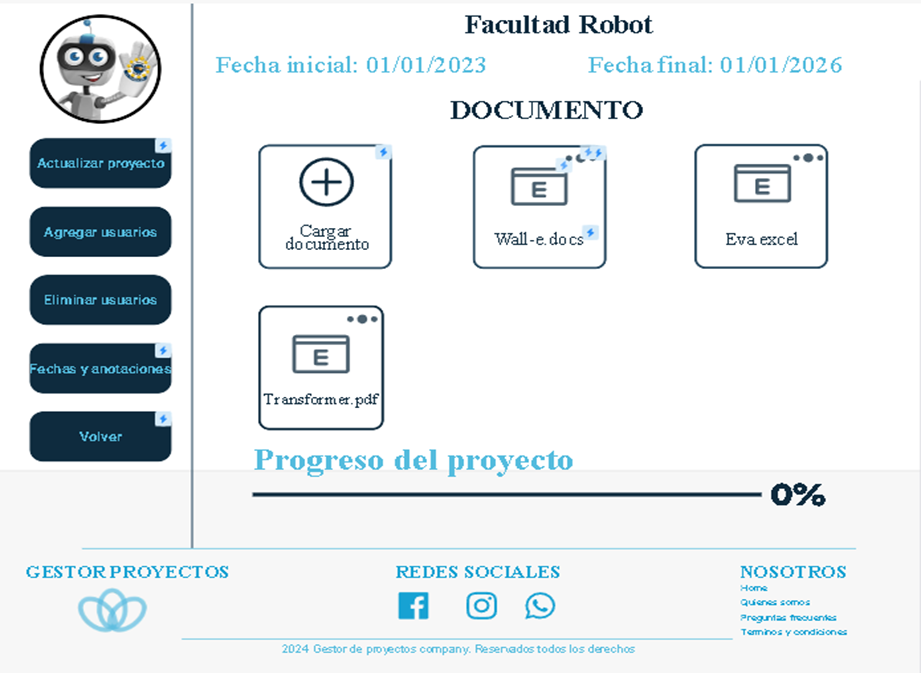 Facultad Robot
Fecha inicial: 01/01/2023
Fecha final: 01/01/2026
DOCUMENTO
Actualizar proyecto
Agregar usuarios
Eliminar usuarios
Fechas y anotaciones
Volver
Cargar
documento
E
Wall-e.docs
E
Eva.excel
E
Transformer.pdf
Progreso del proyecto
0%
GESTOR PROYECTOS
REDES SOCIALES
NOSOTROS
Home
Quienes somos
Preguntas frecuentes
Terminos y condiciones
2024 Gestor de proyectos company. Reservados todos los derechos